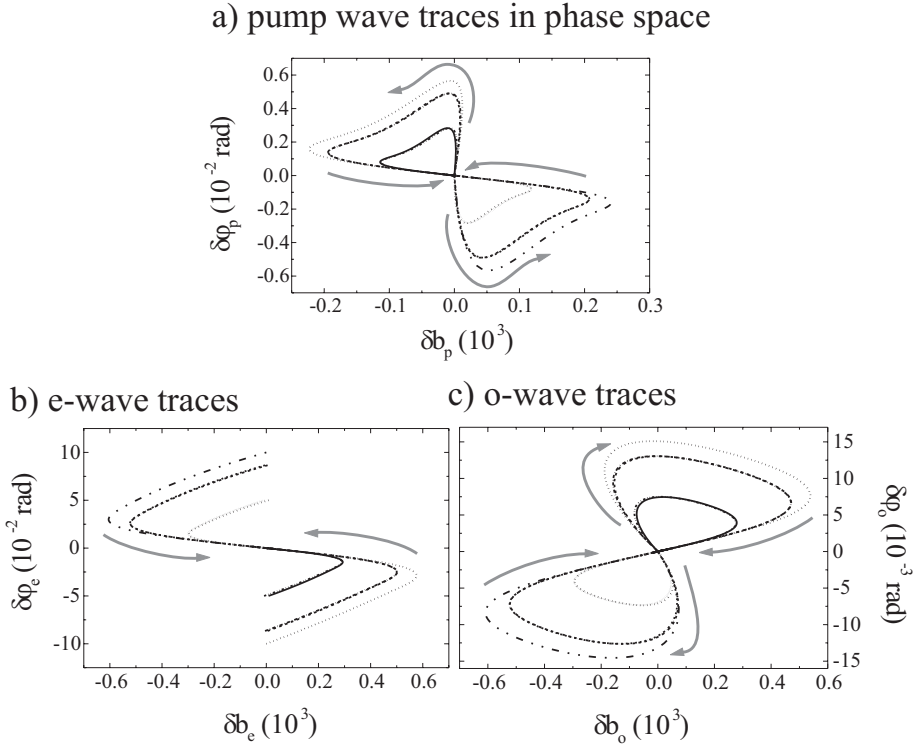 a) pump wave traces in phase space
0.6
0.4
0.2
0.0
-0.2
-0.4
-0.6
δφp (10-2 rad)
-0.2 -0.1 0.0 0.1 0.2 0.3
δbp (103)
b) e-wave traces
10
5
0
-5
-10
δφe (10-2 rad)
-0.6 -0.4 -0.2 0.0 0.2 0.4 0.6
δbe (103)
c) o-wave traces
15
10
5
0
-5
-10
-15
δφo (10-3 rad)
-0.6 -0.4 -0.2 0.0 0.2 0.4 0.6
δbo (103)